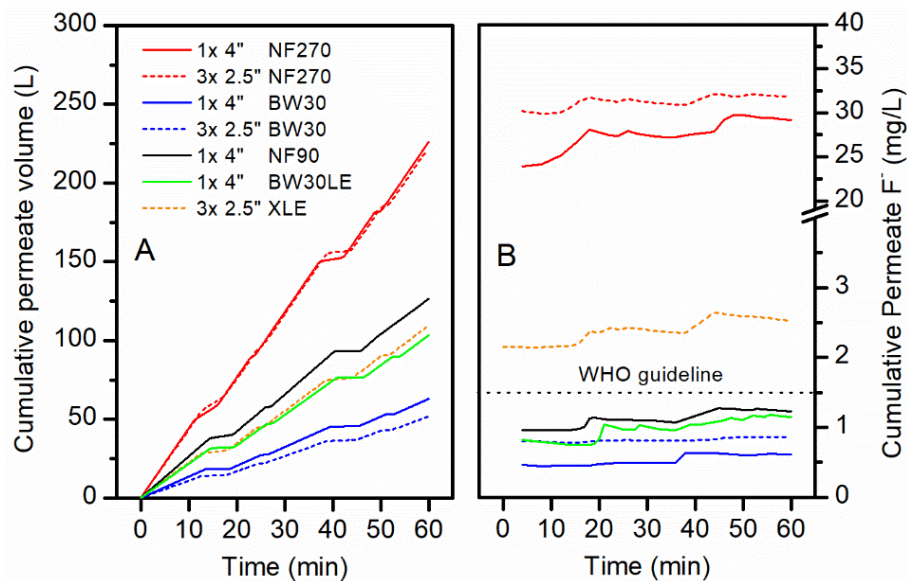 300
250
200
150
100
50
0
Cumulative permeate volume (L)
1x 4" NF270
3x 2.5" NF270
1x 4" BW30
3x 2.5" BW30
1x 4" NF90
1x 4" BW30LE
3x 2.5" XLE
A
0 10 20 30 40 50 60
Time (min)
B
WHO guideline
40
35
30
25
20
3
2
1
0
Cumulative Permeate F⁻ (mg/L)
0 10 20 30 40 50 60
Time (min)